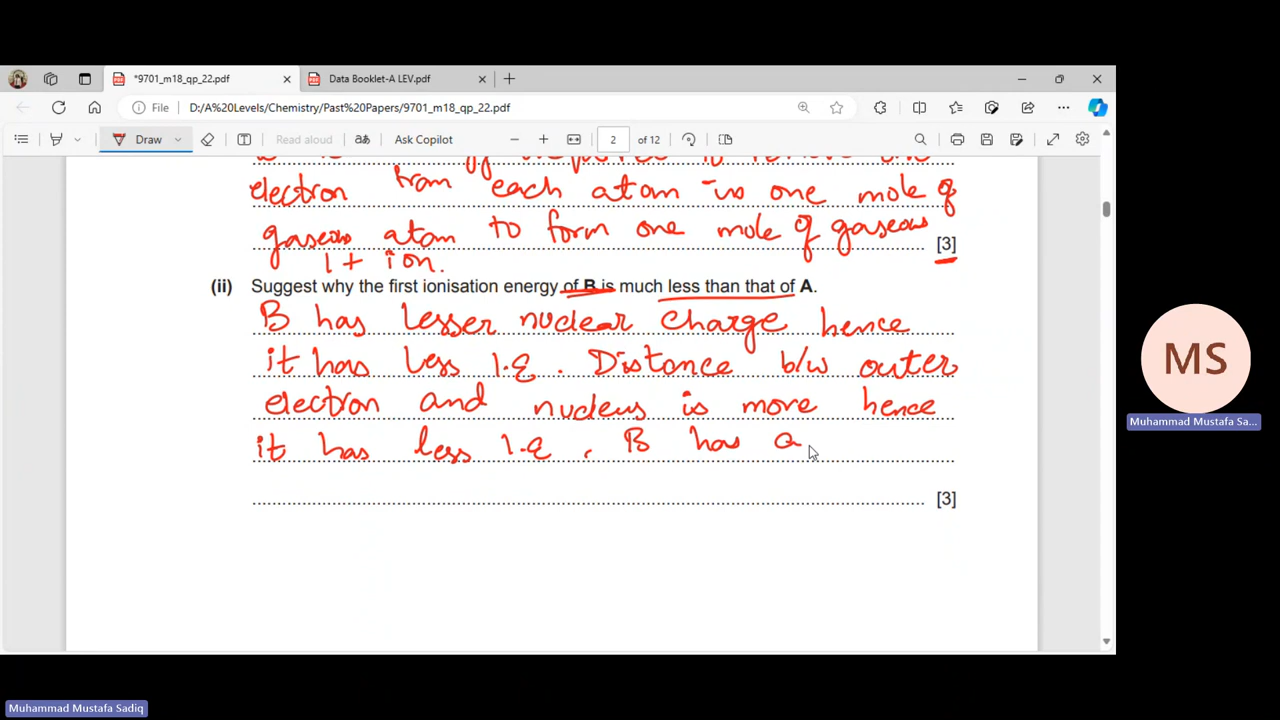 *9701_m18_qp_22.pdf
Data Booklet-A LEV.pdf
File
D:/A%20Levels/Chemistry/Past%20Papers/9701_m18_qp_22.pdf
Draw
Read aloud
aあ
Ask Copilot
2 of 12
electron from each atom in one mole of
gaseous atom to form one mole of gaseous [3]
1+ ion.
(ii) Suggest why the first ionisation energy of B is much less than that of A.
B has lesser nuclear charge hence
it has less I.E. Distance b/w outer
electron and nucleus is more hence
it has less I.E. B has a
[3]
MS
Muhammad Mustafa Sa...
Muhammad Mustafa Sadiq